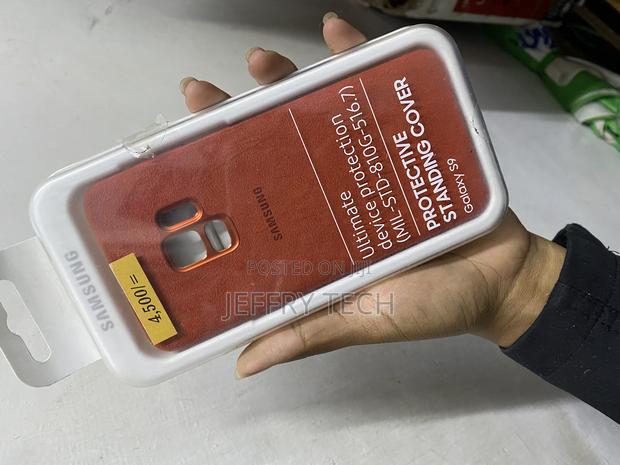 Ultimate
device protection
(MIL-STD-810G-516.7)
PROTECTIVE
STANDING COVER
Galaxy S9
SAMSUNG
SAMSUNG
4,500/=
POSTED ON JIJI
JEFFRY TECH